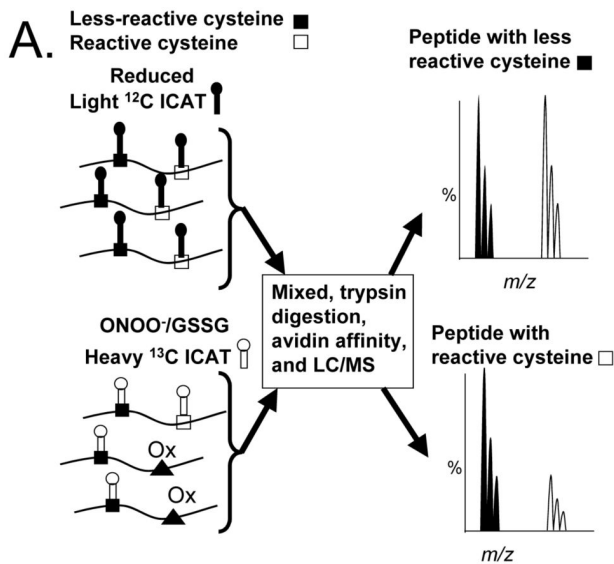 A.
Less-reactive cysteine
Reactive cysteine
Reduced
Light ¹²C ICAT
ONOO⁻/GSSG
Heavy ¹³C ICAT
Ox
Ox
Mixed, trypsin
digestion,
avidin affinity,
and LC/MS
Peptide with less
reactive cysteine
%
m/z
Peptide with
reactive cysteine
%
m/z